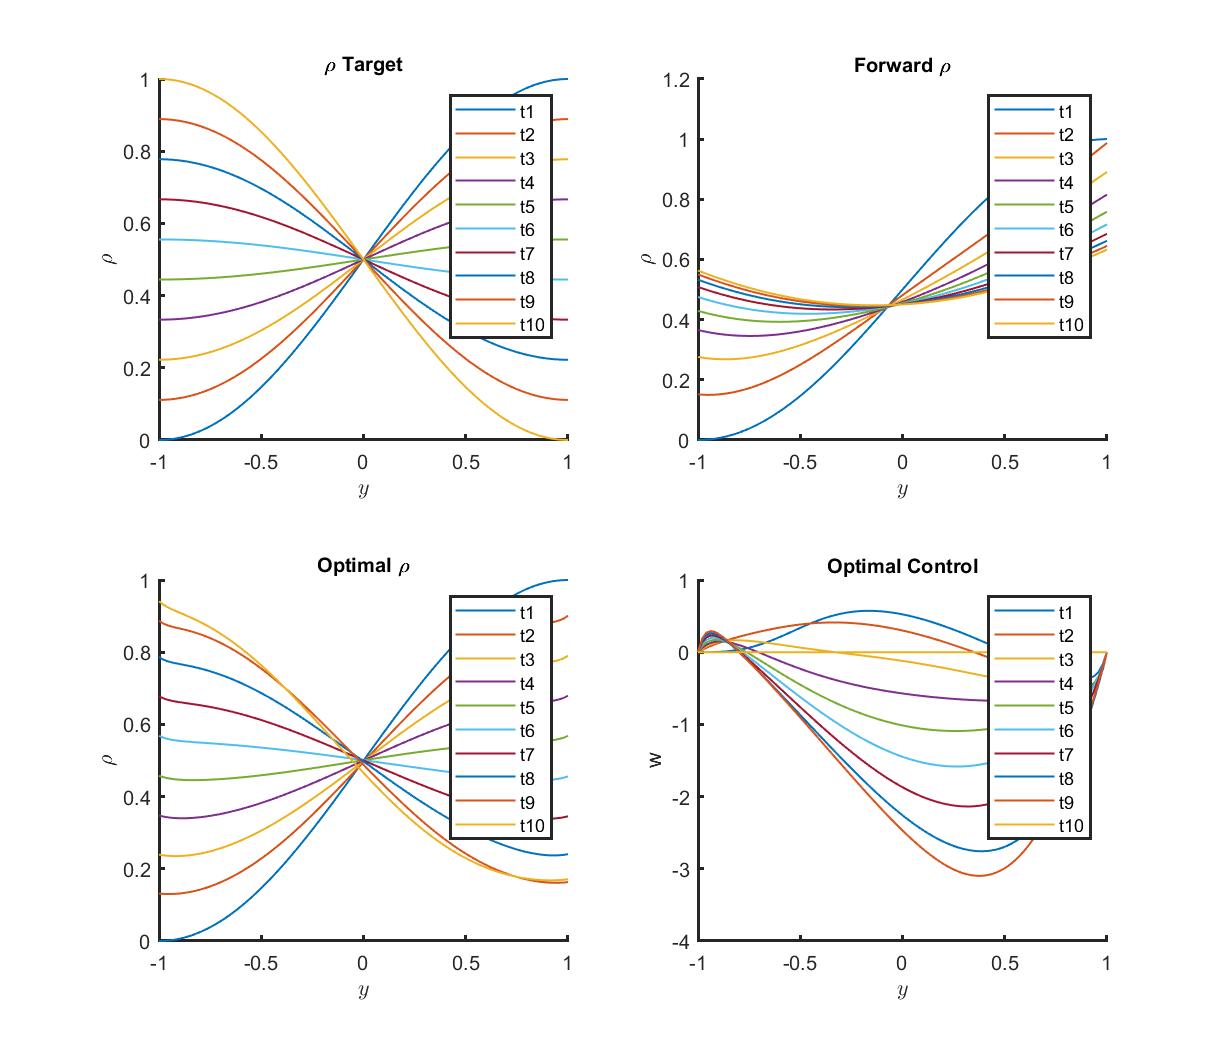 ρ Target
ρ
1
0.8
0.6
0.4
0.2
0
-1
-0.5
0
0.5
1
y
t1
t2
t3
t4
t5
t6
t7
t8
t9
t10
Forward ρ
ρ
1.2
1
0.8
0.6
0.4
0.2
0
-1
-0.5
0
0.5
1
y
t1
t2
t3
t4
t5
t6
t7
t8
t9
t10
Optimal ρ
ρ
1
0.8
0.6
0.4
0.2
0
-1
-0.5
0
0.5
1
y
t1
t2
t3
t4
t5
t6
t7
t8
t9
t10
Optimal Control
w
1
0
-1
-2
-3
-4
-1
-0.5
0
0.5
1
y
t1
t2
t3
t4
t5
t6
t7
t8
t9
t10